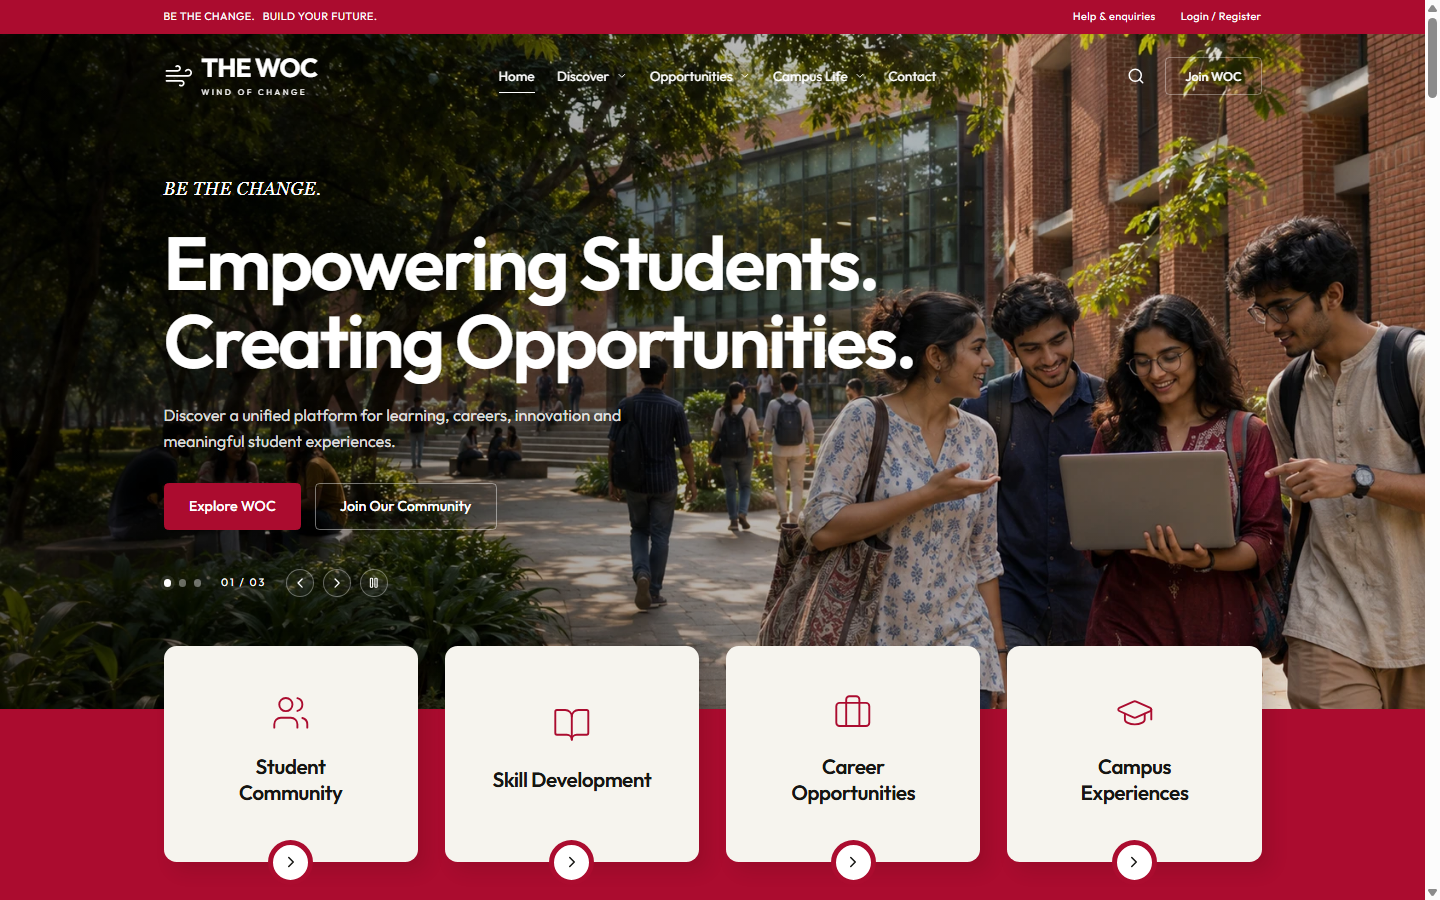 BE THE CHANGE. BUILD YOUR FUTURE.
Help & enquiries
Login / Register
THE WOC
WIND OF CHANGE
Home
Discover
Opportunities
Campus Life
Contact
Join WOC
BE THE CHANGE.
Empowering Students.
Creating Opportunities.
Discover a unified platform for learning, careers, innovation and
meaningful student experiences.
Explore WOC
Join Our Community
01 / 03
Student
Community
Skill Development
Career
Opportunities
Campus
Experiences